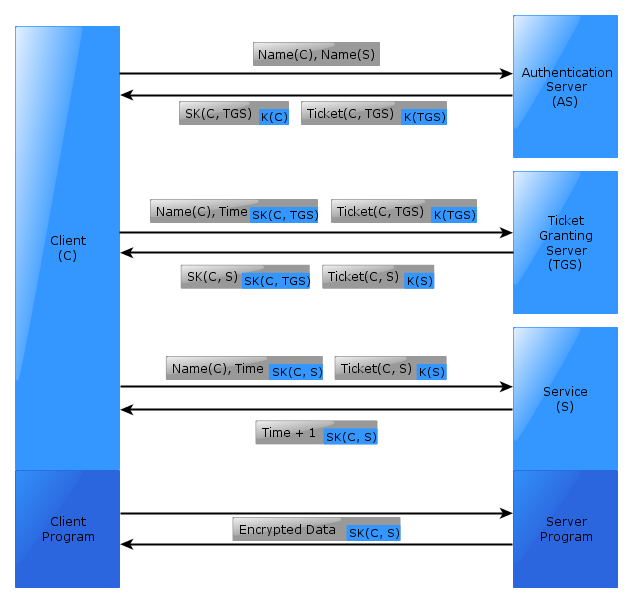 Name(C), Name(S)
Authentication
Server
(AS)
SK(C, TGS) K(C) Ticket(C, TGS) K(TGS)
Name(C), Time SK(C, TGS) Ticket(C, TGS) K(TGS)
Ticket
Granting
Server
(TGS)
Client
(C)
SK(C, S) SK(C, TGS) Ticket(C, S) K(S)
Name(C), Time SK(C, S) Ticket(C, S) K(S)
Service
(S)
Time + 1 SK(C, S)
Client
Program
Encrypted Data SK(C, S)
Server
Program